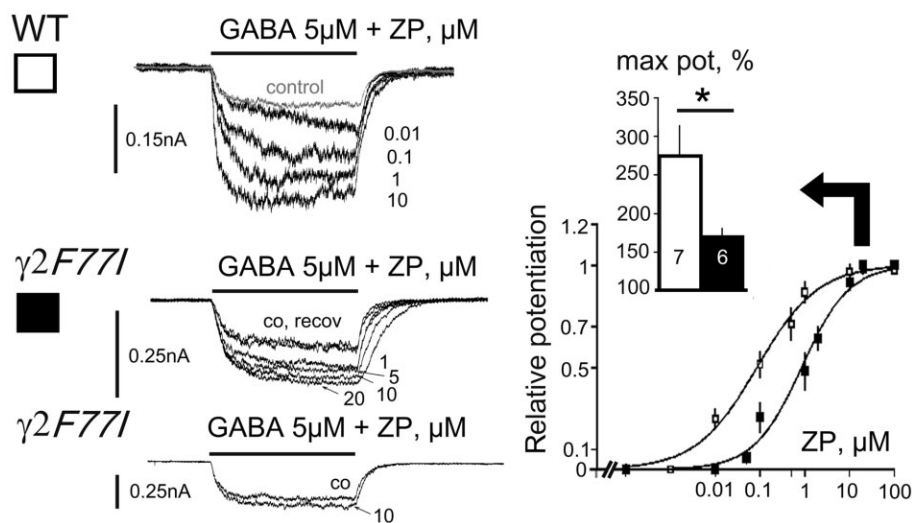 WT
GABA 5µM + ZP, µM
control
0.15nA
0.01
0.1
1
10
γ2F77I
GABA 5µM + ZP, µM
co, recov
0.25nA
1
5
10
20
γ2F77I
GABA 5µM + ZP, µM
0.25nA
co
10
max pot, %
350
300
250
200
150
100
*
7
6
Relative potentiation
1.2
1
0.7
0.5
0.1
0
ZP, µM
0.01
0.1
1
10
100